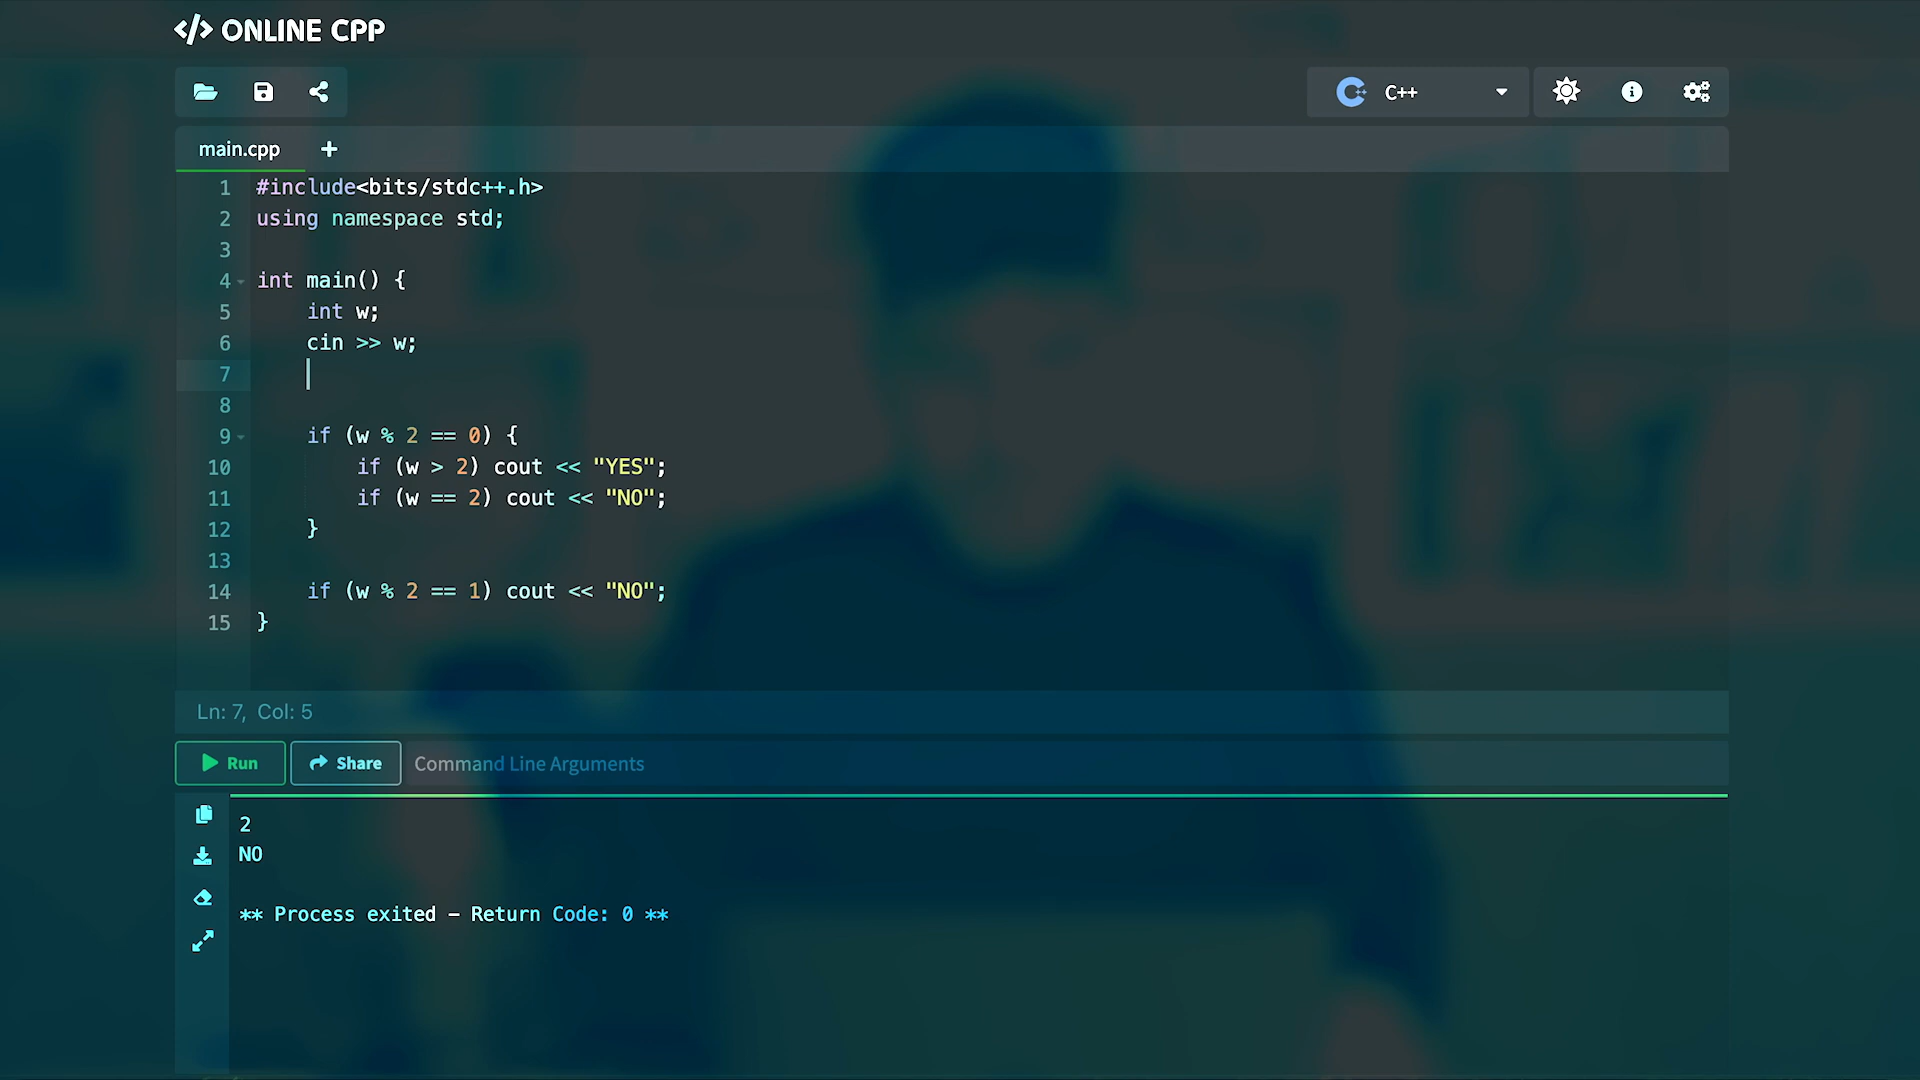 </> ONLINE CPP
C++
main.cpp +
1 #include<bits/stdc++.h>
2 using namespace std;
3
4 int main() {
5     int w;
6     cin >> w;
7
8
9     if (w % 2 == 0) {
10         if (w > 2) cout << "YES";
11         if (w == 2) cout << "NO";
12     }
13
14     if (w % 2 == 1) cout << "NO";
15 }
Ln: 7, Col: 5
Run Share Command Line Arguments
2
NO
** Process exited - Return Code: 0 **